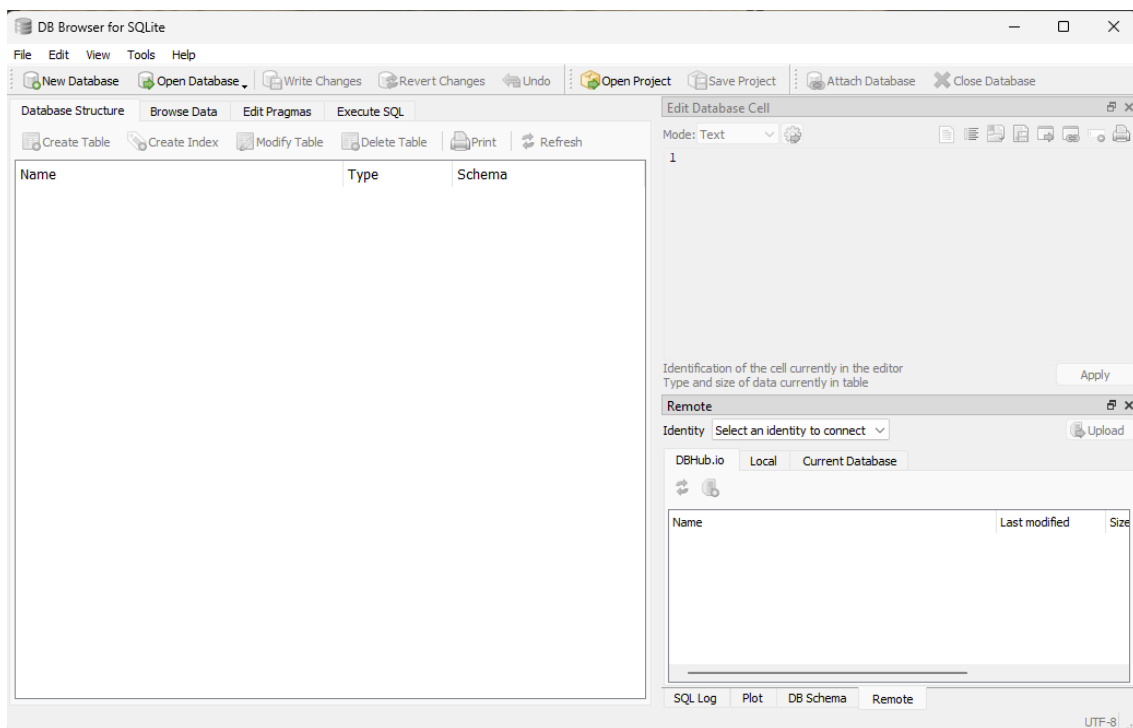 DB Browser for SQLite
File Edit View Tools Help
New Database Open Database Write Changes Revert Changes Undo Open Project Save Project Attach Database Close Database
Database Structure Browse Data Edit Pragmas Execute SQL
Create Table Create Index Modify Table Delete Table Print Refresh
Name Type Schema
Edit Database Cell
Mode: Text
1
Identification of the cell currently in the editor
Type and size of data currently in table
Apply
Remote
Identity Select an identity to connect Upload
DBHub.io Local Current Database
Name Last modified Size
SQL Log Plot DB Schema Remote
UTF-8